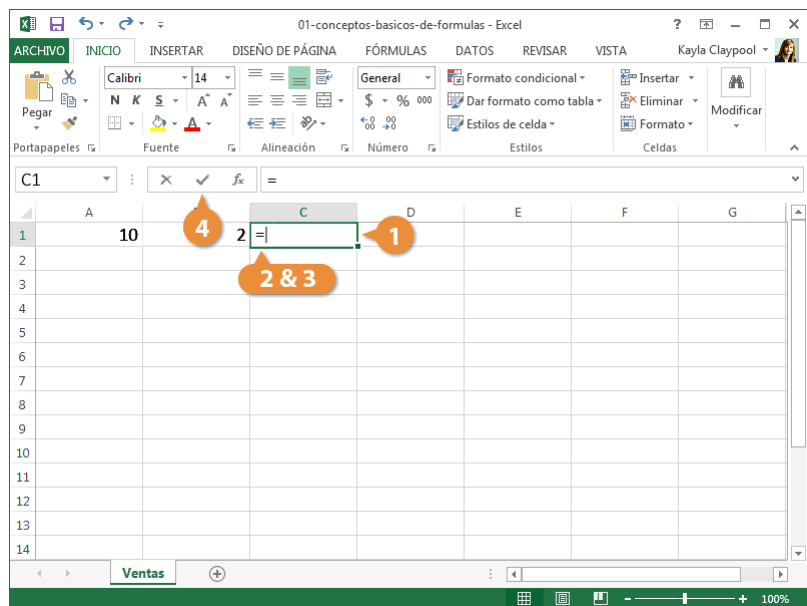 01-conceptos-basicos-de-formulas - Excel
?
ARCHIVO INICIO INSERTAR DISEÑO DE PÁGINA FÓRMULAS DATOS REVISAR VISTA Kayla Claypool
Calibri 14 General Formato condicional Insertar
Pegar N K S A A $ % 000 Dar formato como tabla Eliminar Modificar
A Estilos de celda Formato
Portapapeles Fuente Alineación Número Estilos Celdas
C1 fx =
A C D E F G
1 10 4 2 = 1
2 2 & 3
3
4
5
6
7
8
9
10
11
12
13
14
Ventas
100%